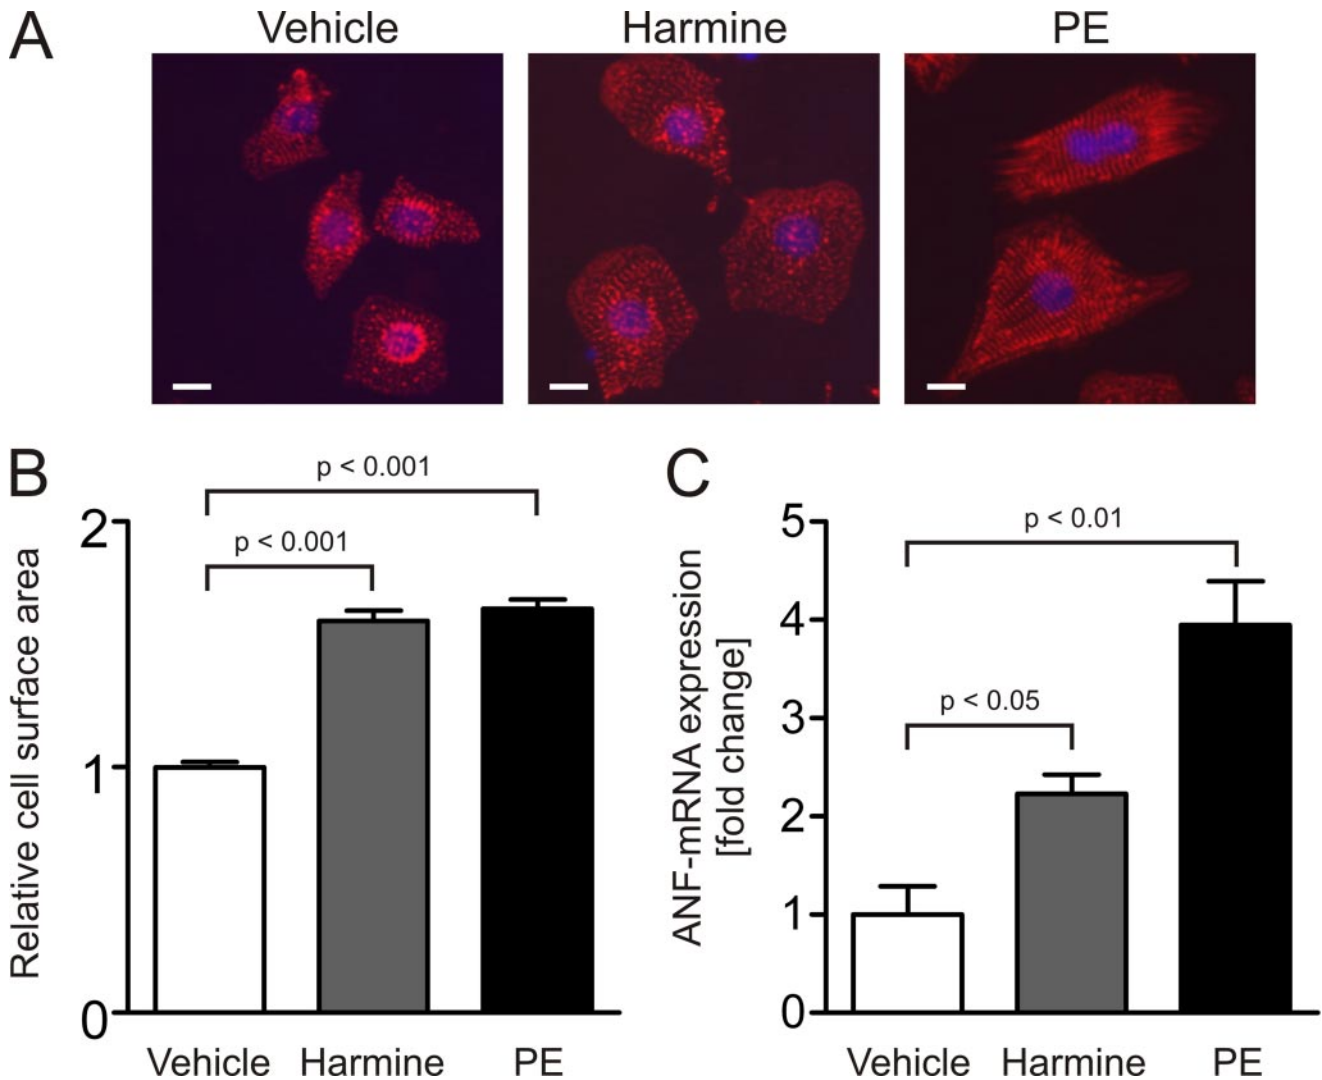 A
Vehicle
Harmine
PE
B
p < 0.001
p < 0.001
2
1
0
Relative cell surface area
Vehicle
Harmine
PE
C
p < 0.01
p < 0.05
5
4
3
2
1
0
ANF-mRNA expression
[fold change]
Vehicle
Harmine
PE